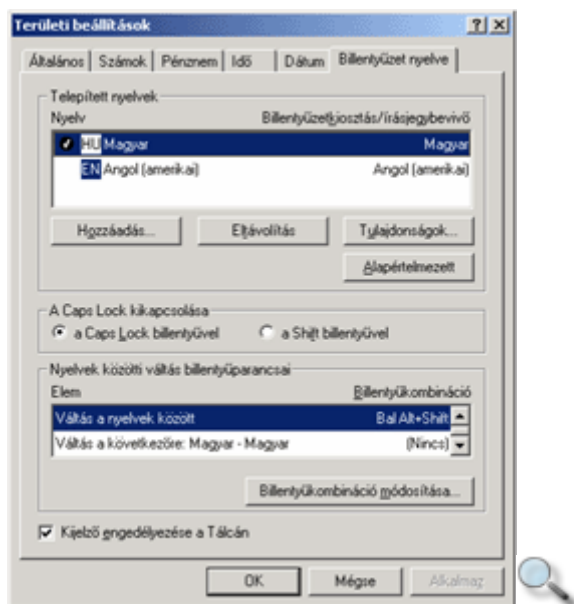 Területi beállítások
Általános Számok Pénznem Idő Dátum Billentyűzet nyelve
Telepített nyelvek
Nyelv Billentyűzetkiosztás/írásjegybevivő
HU Magyar Magyar
EN Angol (amerikai) Angol (amerikai)
Hozzáadás... Eltávolítás Tulajdonságok...
Alapértelmezett
A Caps Lock kikapcsolása
a Caps Lock billentyűvel a Shift billentyűvel
Nyelvek közötti váltás billentyűparancsai
Elem Billentyűkombináció
Váltás a nyelvek között Bal Alt+Shift
Váltás a következőre: Magyar - Magyar (Nincs)
Billentyűkombináció módosítása...
Kijelző engedélyezése a Tálcán
OK Mégse Alkalmaz